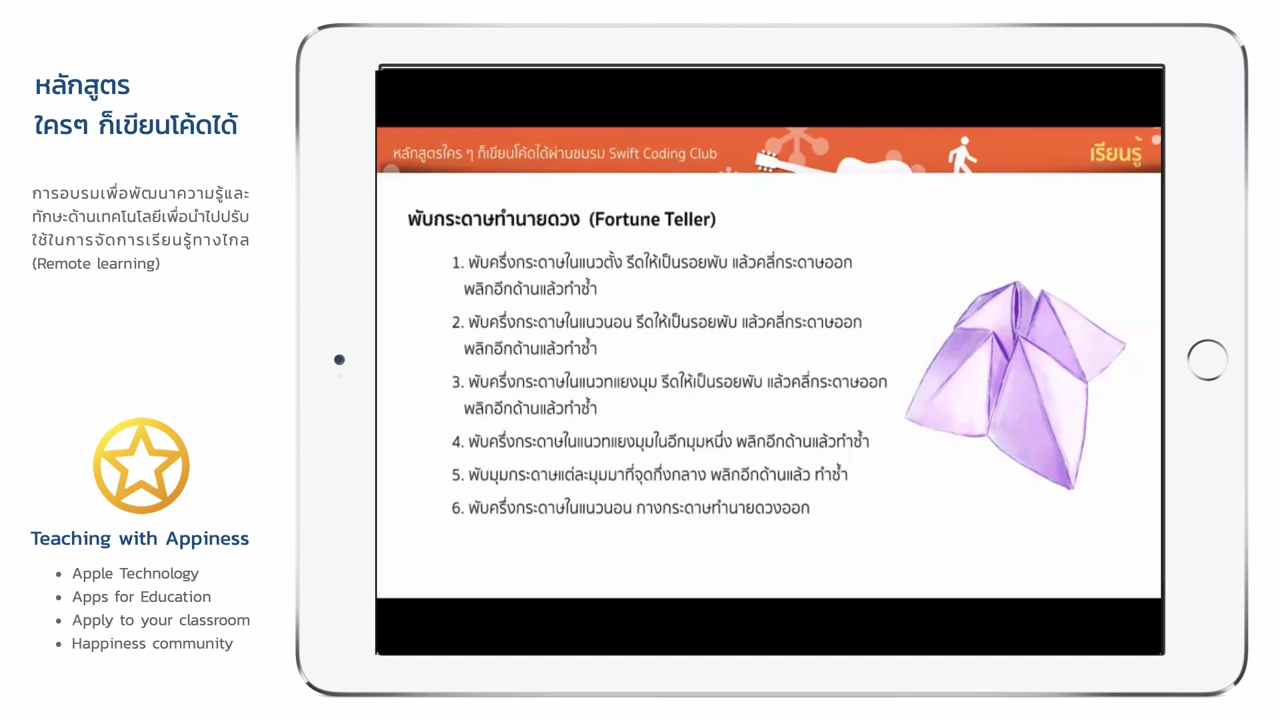 หลักสูตร
ใครๆ ก็เขียนโค้ดได้
การอบรมเพื่อพัฒนาความรู้และ
ทักษะด้านเทคโนโลยีเพื่อนำไปปรับ
ใช้ในการจัดการเรียนรู้ทางไกล
(Remote learning)
Teaching with Appiness
• Apple Technology
• Apps for Education
• Apply to your classroom
• Happiness community
หลักสูตรใคร ๆ ก็เขียนโค้ดได้ผ่านชมรม Swift Coding Club
เรียนรู้
พับกระดาษทำนายดวง (Fortune Teller)
1. พับครึ่งกระดาษในแนวตั้ง รีดให้เป็นรอยพับ แล้วคลี่กระดาษออก
พลิกอีกด้านแล้วทำซ้ำ
2. พับครึ่งกระดาษในแนวนอน รีดให้เป็นรอยพับ แล้วคลี่กระดาษออก
พลิกอีกด้านแล้วทำซ้ำ
3. พับครึ่งกระดาษในแนวทแยงมุม รีดให้เป็นรอยพับ แล้วคลี่กระดาษออก
พลิกอีกด้านแล้วทำซ้ำ
4. พับครึ่งกระดาษในแนวทแยงมุมในอีกมุมหนึ่ง พลิกอีกด้านแล้วทำซ้ำ
5. พับมุมกระดาษแต่ละมุมมาที่จุดกึ่งกลาง พลิกอีกด้านแล้ว ทำซ้ำ
6. พับครึ่งกระดาษในแนวนอน กางกระดาษทำนายดวงออก